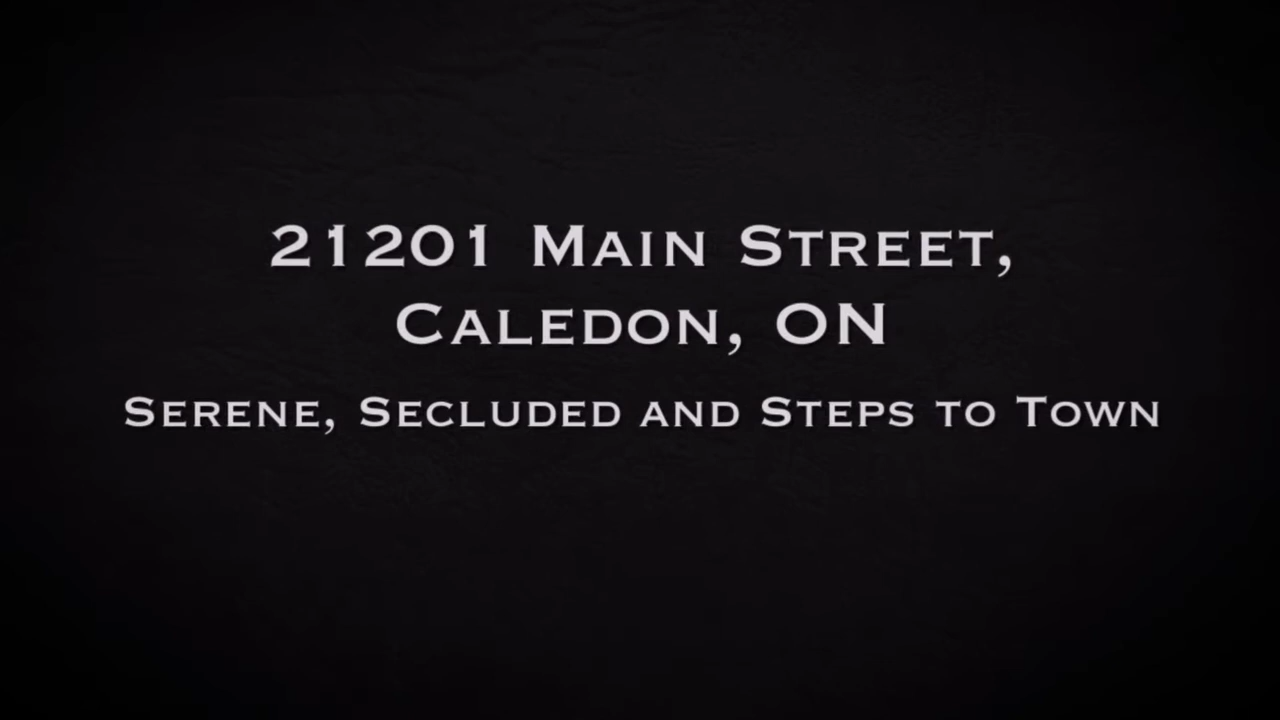 21201 Main Street,
Caledon, ON
Serene, Secluded and Steps to Town